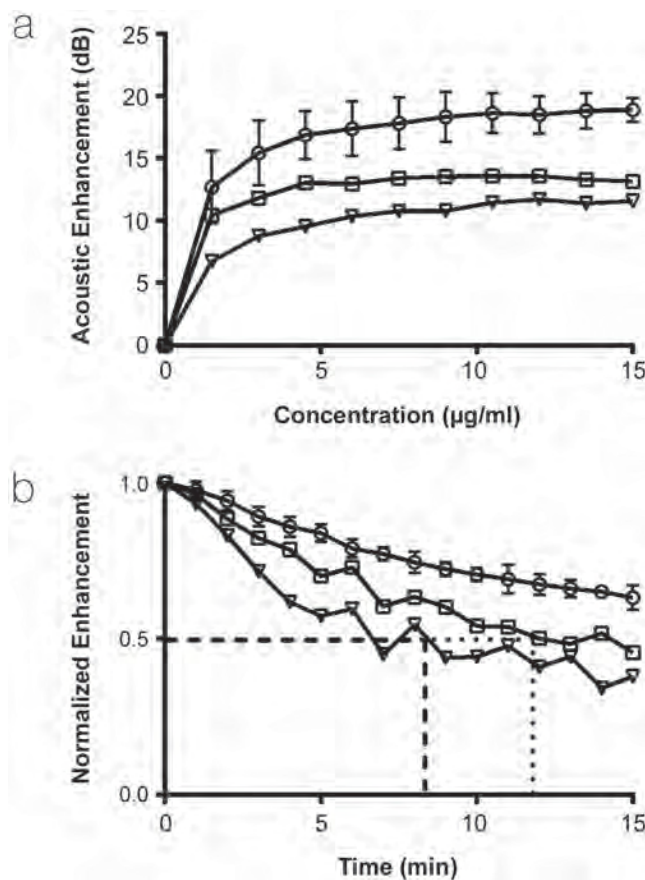 a
Acoustic Enhancement (dB)
25
20
15
10
5
0
0 5 10 15
Concentration (µg/ml)
b
Normalized Enhancement
1.0
0.5
0.0
0 5 10 15
Time (min)